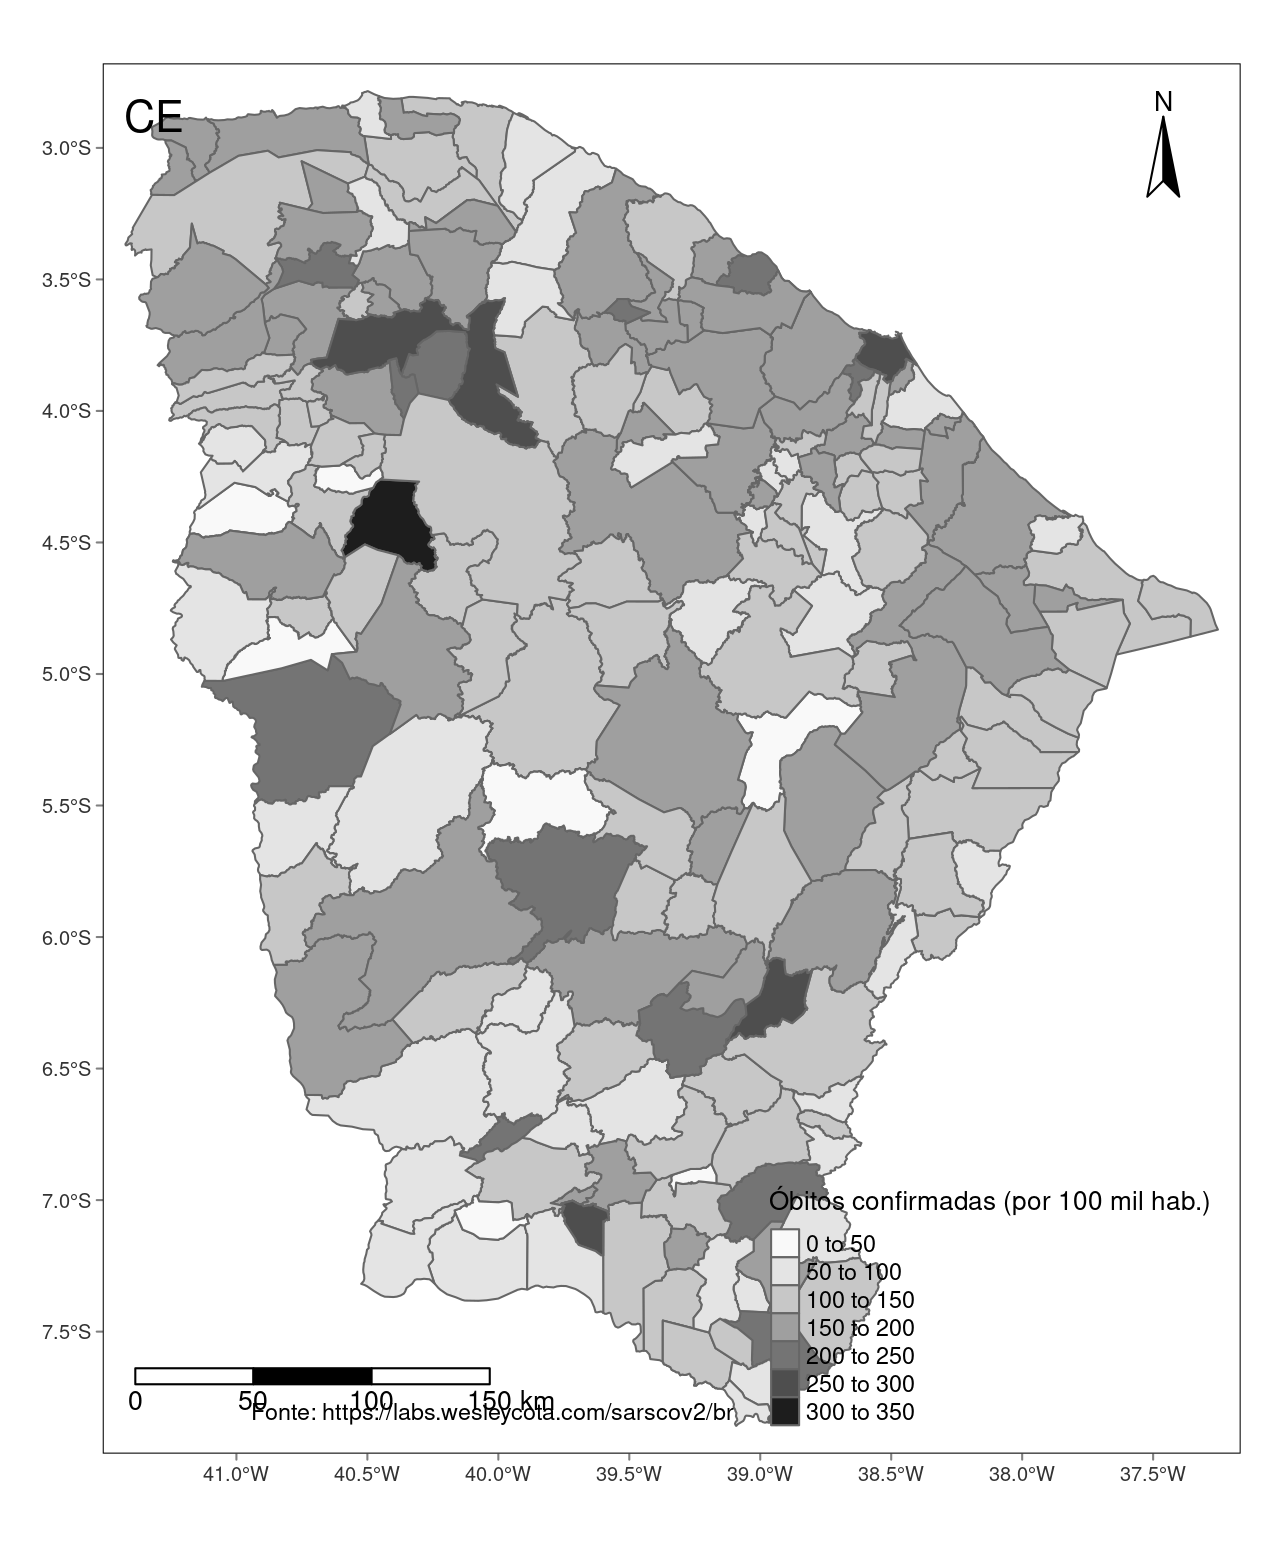 CE
N
3.0°S
3.5°S
4.0°S
4.5°S
5.0°S
5.5°S
6.0°S
6.5°S
7.0°S
7.5°S
Óbitos confirmadas (por 100 mil hab.)
0 to 50
50 to 100
100 to 150
150 to 200
200 to 250
250 to 300
300 to 350
0 50 100 150 km
Fonte: https://labs.wesleycota.com/sarscov2/br
41.0°W 40.5°W 40.0°W 39.5°W 39.0°W 38.5°W 38.0°W 37.5°W